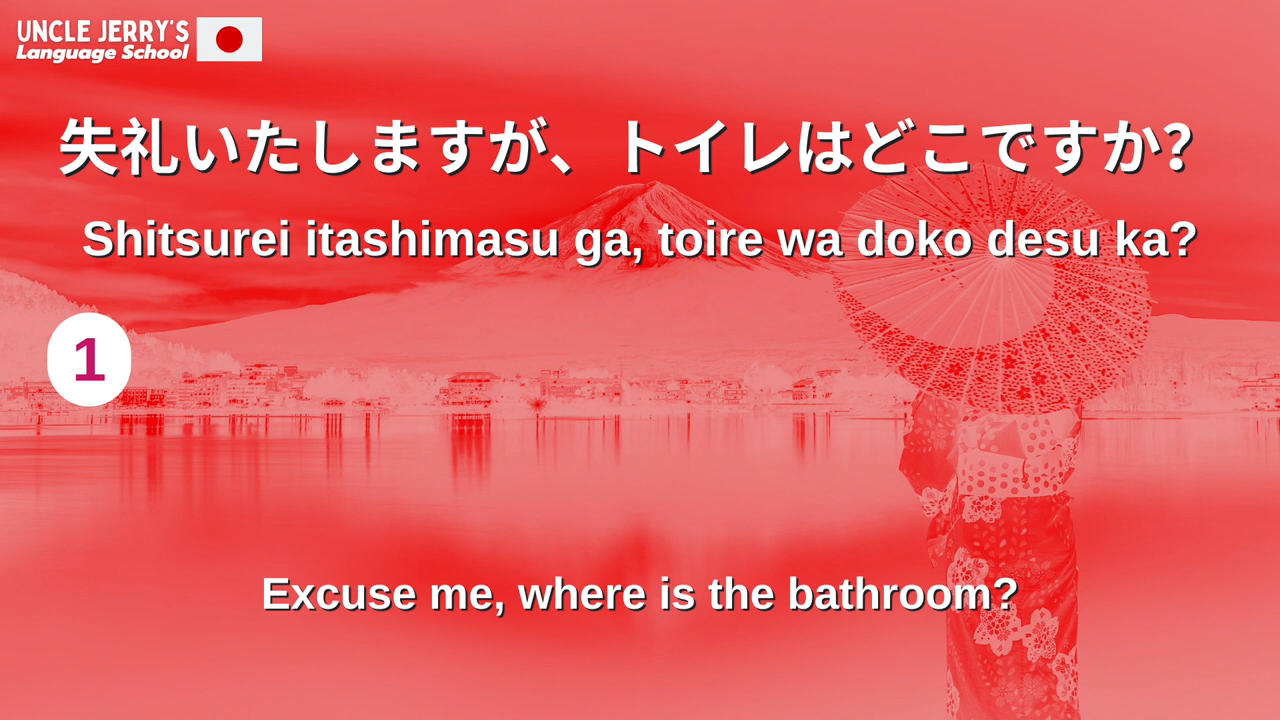 UNCLE JERRY'S
Language School
失礼いたしますが、トイレはどこですか?
Shitsurei itashimasu ga, toire wa doko desu ka?
1
Excuse me, where is the bathroom?